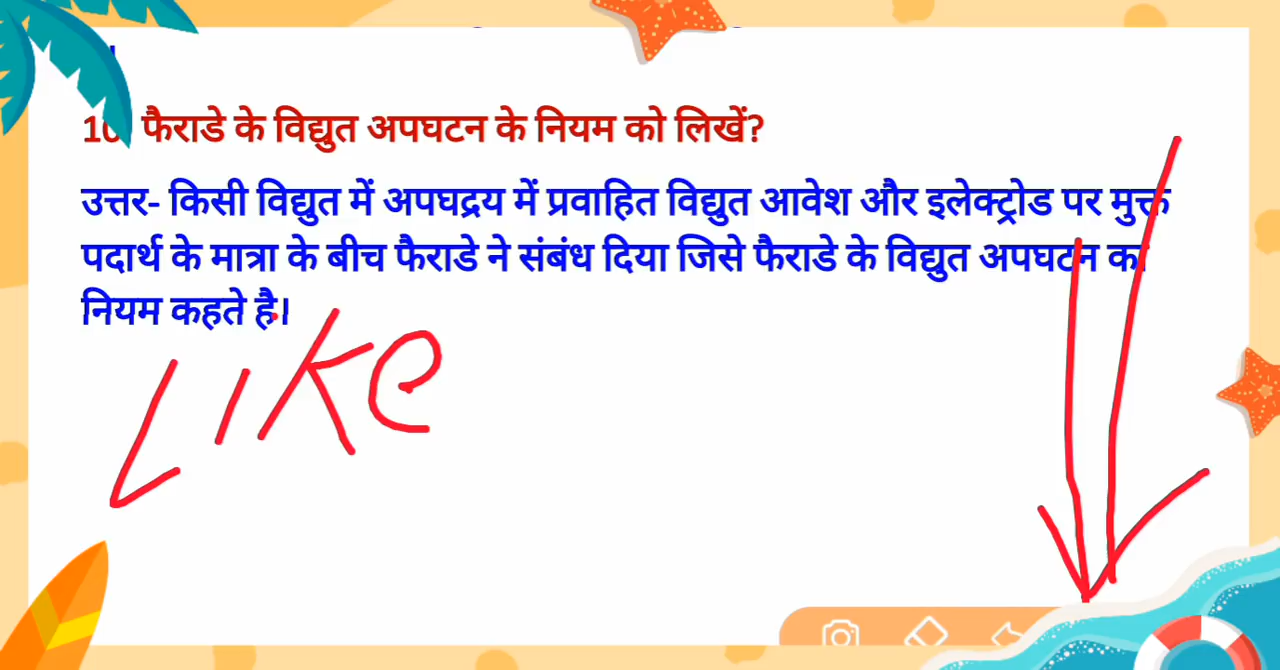 10. फैराडे के विद्युत अपघटन के नियम को लिखें?
उत्तर- किसी विद्युत में अपघद्रय में प्रवाहित विद्युत आवेश और इलेक्ट्रोड पर मुक्त
पदार्थ के मात्रा के बीच फैराडे ने संबंध दिया जिसे फैराडे के विद्युत अपघटन का
नियम कहते है।
Like